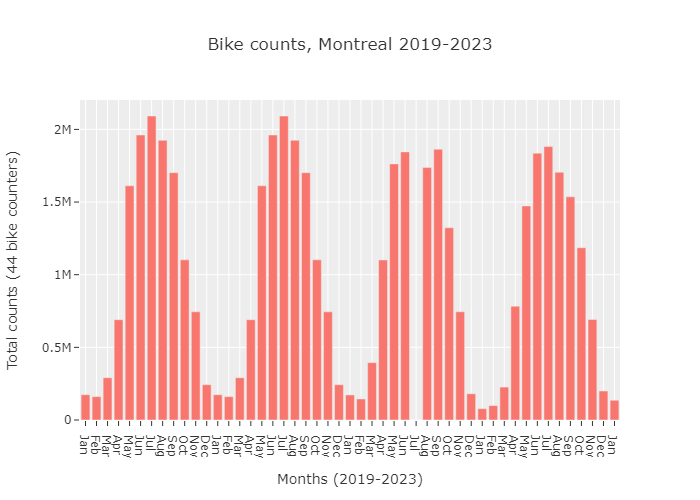 Bike counts, Montreal 2019-2023
Total counts (44 bike counters)
2M
1.5M
1M
0.5M
0
Jan Feb Mar Apr May Jun Jul Aug Sep Oct Nov Dec Jan Feb Mar Apr May Jun Jul Aug Sep Oct Nov Dec Jan Feb Mar Apr May Jun Aug Sep Oct Nov Dec Jan Feb Mar Apr May Jun Jul Aug Sep Oct Nov Dec Jan
Months (2019-2023)